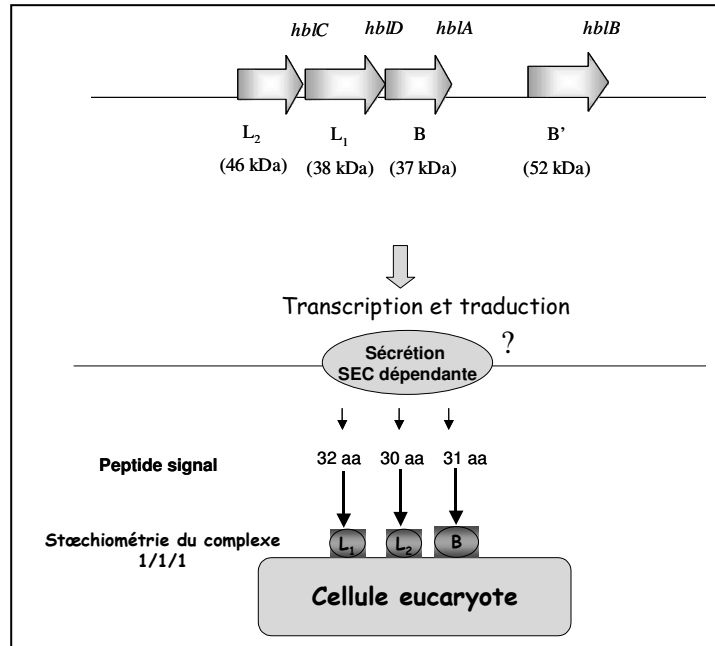 hblC hblD hblA hblB
L2 L1 B B'
(46 kDa) (38 kDa) (37 kDa) (52 kDa)
Transcription et traduction
?
Sécrétion
SEC dépendante
Peptide signal 32 aa 30 aa 31 aa
Stœchiométrie du complexe
1/1/1
L1 L2 B
Cellule eucaryote